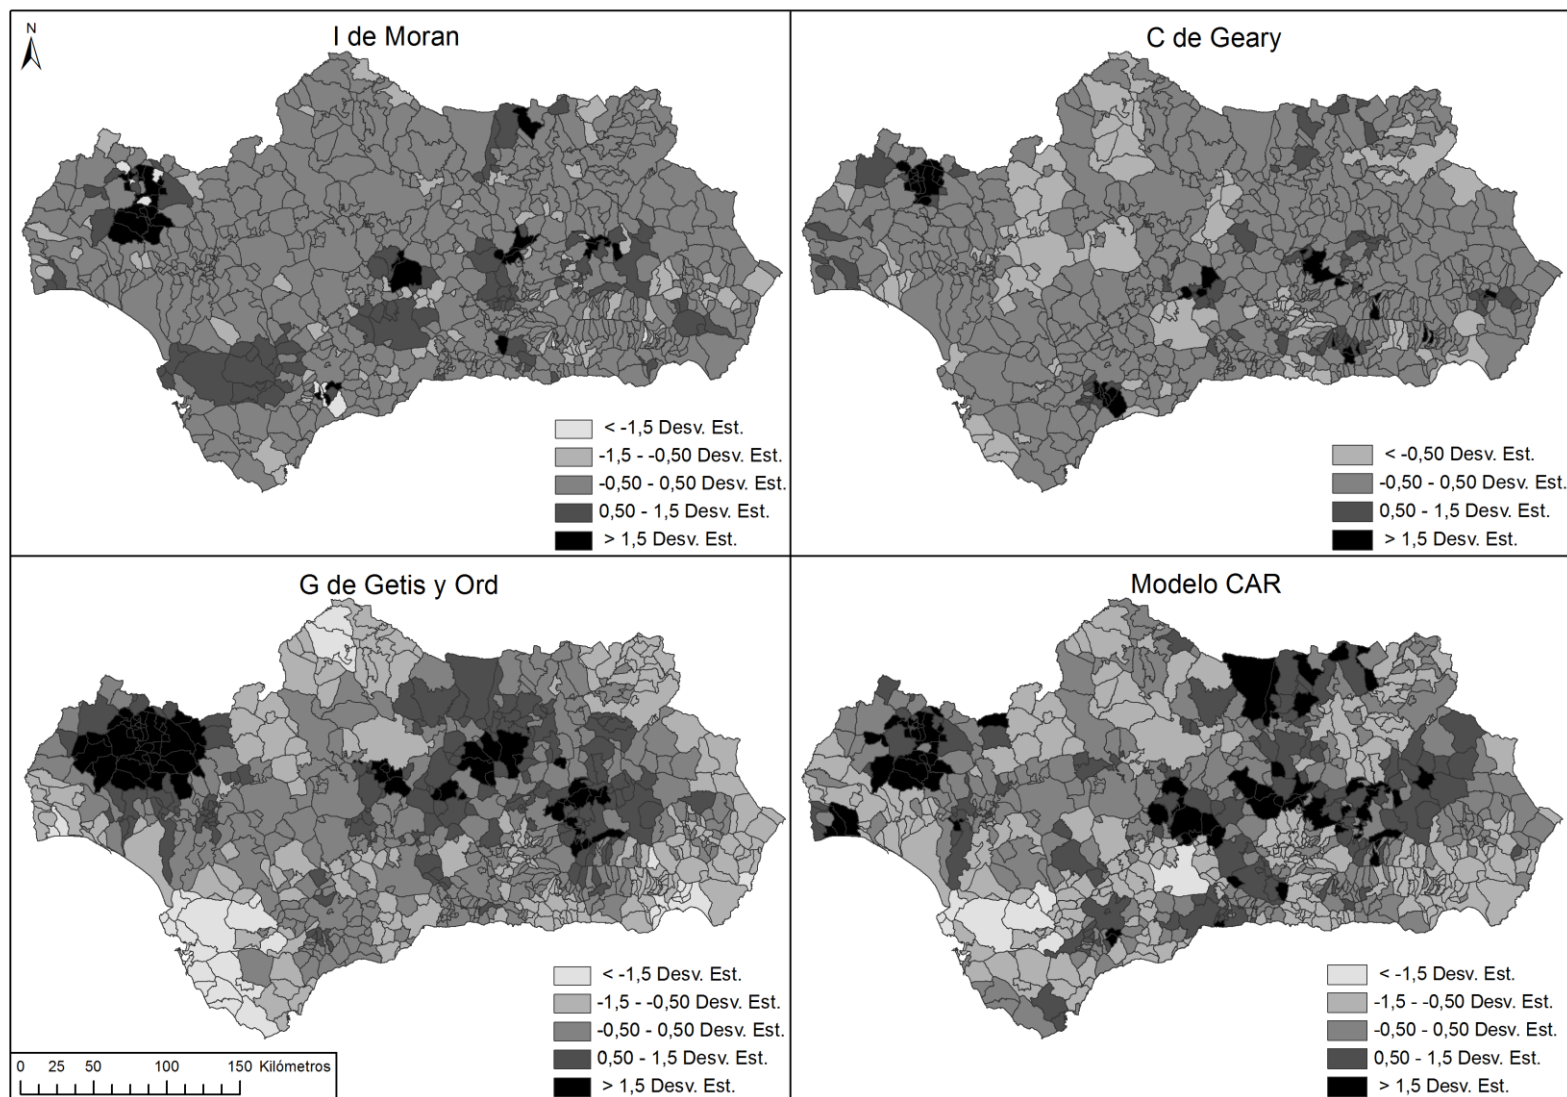 N
I de Moran
< -1,5 Desv. Est.
-1,5 - -0,50 Desv. Est.
-0,50 - 0,50 Desv. Est.
0,50 - 1,5 Desv. Est.
> 1,5 Desv. Est.
C de Geary
< -0,50 Desv. Est.
-0,50 - 0,50 Desv. Est.
0,50 - 1,5 Desv. Est.
> 1,5 Desv. Est.
G de Getis y Ord
< -1,5 Desv. Est.
-1,5 - -0,50 Desv. Est.
-0,50 - 0,50 Desv. Est.
0,50 - 1,5 Desv. Est.
> 1,5 Desv. Est.
0 25 50 100 150 Kilómetros
Modelo CAR
< -1,5 Desv. Est.
-1,5 - -0,50 Desv. Est.
-0,50 - 0,50 Desv. Est.
0,50 - 1,5 Desv. Est.
> 1,5 Desv. Est.